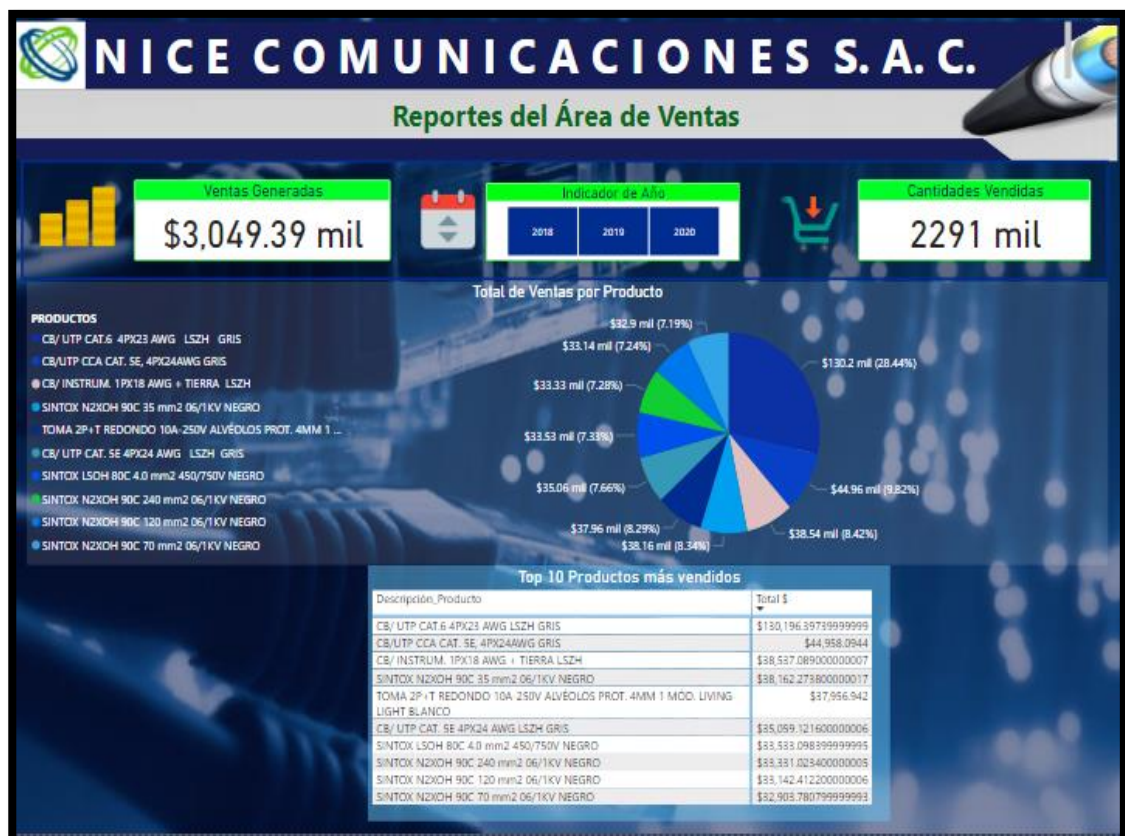 NICE COMUNICACIONES S. A. C.
Reportes del Área de Ventas
Ventas Generadas
$3,049.39 mil
Indicador de Año
2018 2019 2020
Cantidades Vendidas
2291 mil
Total de Ventas por Producto
PRODUCTOS
CB/ UTP CAT.6 4PX23 AWG LSZH GRIS
CB/UTP CCA CAT. 5E, 4PX24AWG GRIS
CB/ INSTRUM. 1PX18 AWG + TIERRA LSZH
SINTOX N2XOH 90C 35 mm2 06/1KV NEGRO
TOMA 2P+T REDONDO 10A-250V ALVÉOLOS PROT. 4MM 1 ...
CB/ UTP CAT. 5E 4PX24 AWG LSZH GRIS
SINTOX LSOH 80C 4.0 mm2 450/750V NEGRO
SINTOX N2XOH 90C 240 mm2 06/1KV NEGRO
SINTOX N2XOH 90C 120 mm2 06/1KV NEGRO
SINTOX N2XOH 90C 70 mm2 06/1KV NEGRO
$32.9 mil (7.19%)
$33.14 mil (7.24%)
$130.2 mil (28.44%)
$33.33 mil (7.28%)
$33.53 mil (7.33%)
$35.06 mil (7.66%)
$44.96 mil (9.82%)
$37.96 mil (8.29%)
$38.54 mil (8.42%)
$38.16 mil (8.34%)
Top 10 Productos más vendidos
Descripción_Producto Total $
CB/ UTP CAT.6 4PX23 AWG LSZH GRIS $130,196.39739999999
CB/UTP CCA CAT. 5E, 4PX24AWG GRIS $44,958.0944
CB/ INSTRUM. 1PX18 AWG + TIERRA LSZH $38,537.089000000007
SINTOX N2XOH 90C 35 mm2 06/1KV NEGRO $38,162.273800000017
TOMA 2P+T REDONDO 10A-250V ALVÉOLOS PROT. 4MM 1 MÓD. LIVING
LIGHT BLANCO $37,956.942
CB/ UTP CAT. 5E 4PX24 AWG LSZH GRIS $35,059.121600000006
SINTOX LSOH 80C 4.0 mm2 450/750V NEGRO $33,533.098399999995
SINTOX N2XOH 90C 240 mm2 06/1KV NEGRO $33,331.023400000005
SINTOX N2XOH 90C 120 mm2 06/1KV NEGRO $33,142.412200000006
SINTOX N2XOH 90C 70 mm2 06/1KV NEGRO $32,903.780799999993